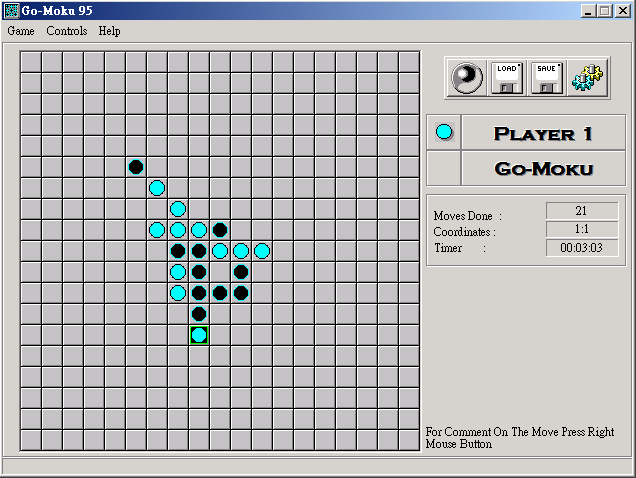 Go-Moku 95
Game Controls Help
LOAD SAVE
PLAYER 1
GO-MOKU
Moves Done : 21
Coordinates : 1:1
Timer : 00:03:03
For Comment On The Move Press Right
Mouse Button